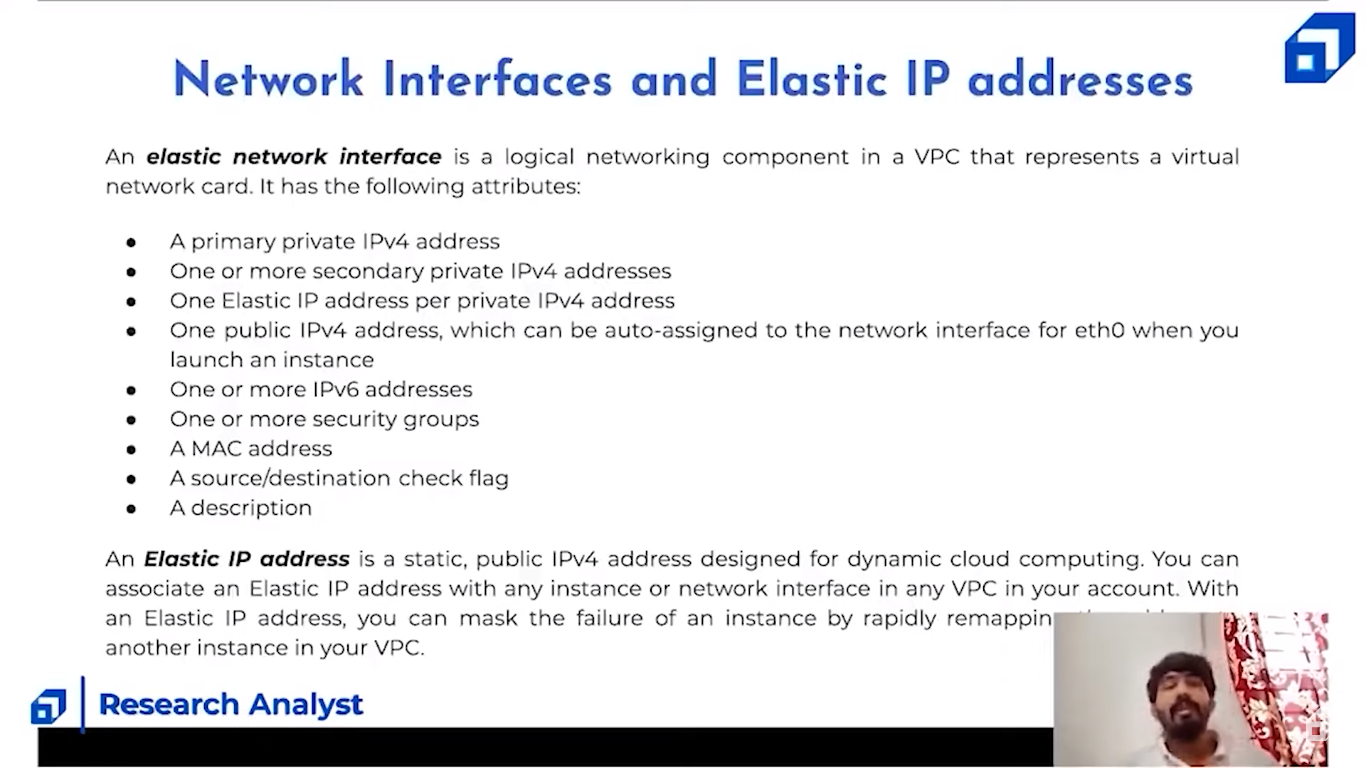 Network Interfaces and Elastic IP addresses
An elastic network interface is a logical networking component in a VPC that represents a virtual
network card. It has the following attributes:
● A primary private IPv4 address
● One or more secondary private IPv4 addresses
● One Elastic IP address per private IPv4 address
● One public IPv4 address, which can be auto-assigned to the network interface for eth0 when you
launch an instance
● One or more IPv6 addresses
● One or more security groups
● A MAC address
● A source/destination check flag
● A description
An Elastic IP address is a static, public IPv4 address designed for dynamic cloud computing. You can
associate an Elastic IP address with any instance or network interface in any VPC in your account. With
an Elastic IP address, you can mask the failure of an instance by rapidly
another instance in your VPC.
Research Analyst